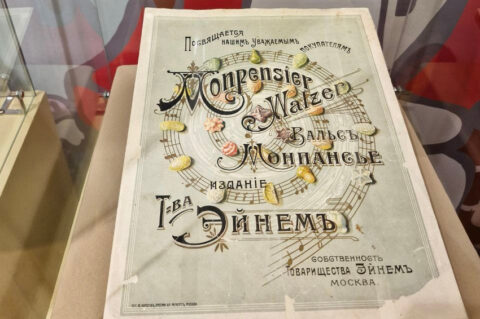 Посвящается
нашимъ уважаемымъ
покупателямъ
Monpensier
Walzer
Вальсъ
Монпансье
изданіе
Т-ва
Эйнемъ
собственность
Товарищества Эйнемъ
Москва.